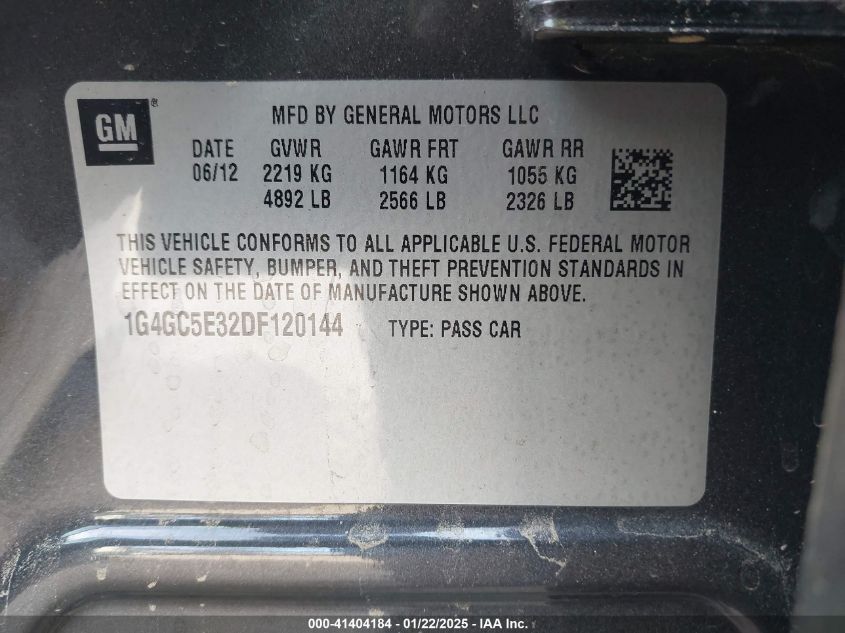 GM®
MFD BY GENERAL MOTORS LLC
DATE GVWR GAWR FRT GAWR RR
06/12 2219 KG 1164 KG 1055 KG
4892 LB 2566 LB 2326 LB
THIS VEHICLE CONFORMS TO ALL APPLICABLE U.S. FEDERAL MOTOR
VEHICLE SAFETY, BUMPER, AND THEFT PREVENTION STANDARDS IN
EFFECT ON THE DATE OF MANUFACTURE SHOWN ABOVE.
1G4GC5E32DF120144 TYPE: PASS CAR
000-41404184 - 01/22/2025 - IAA Inc.